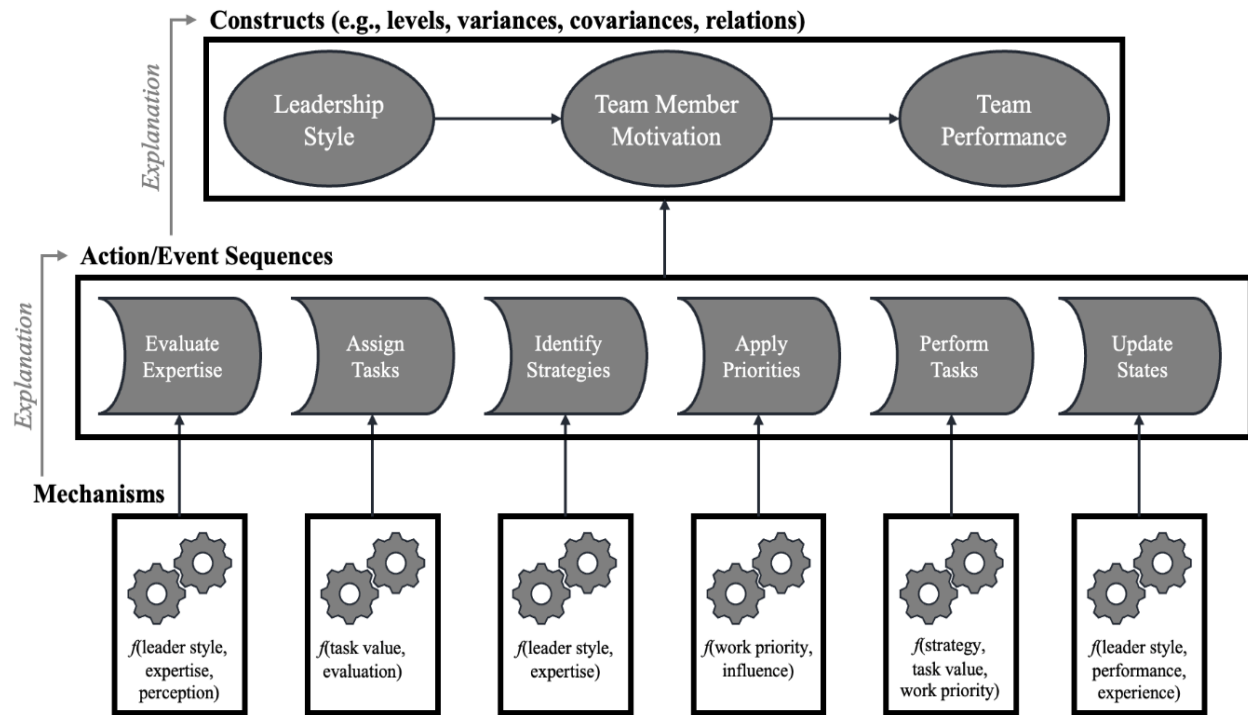 Constructs (e.g., levels, variances, covariances, relations)
Explanation
Leadership
Style
Team Member
Motivation
Team
Performance
Action/Event Sequences
Explanation
Evaluate
Expertise
Assign
Tasks
Identify
Strategies
Apply
Priorities
Perform
Tasks
Update
States
Mechanisms
f(leader style,
expertise,
perception)
f(task value,
evaluation)
f(leader style,
expertise)
f(work priority,
influence)
f(strategy,
task value,
work priority)
f(leader style,
performance,
experience)